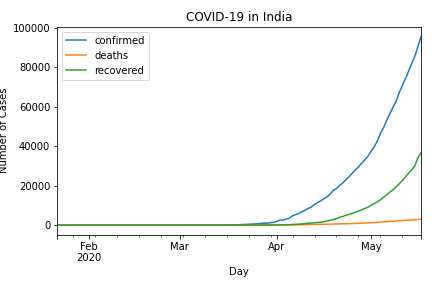 COVID-19 in India
100000
80000
60000
40000
20000
0
Number of Cases
confirmed
deaths
recovered
Feb
2020
Mar
Apr
May
Day